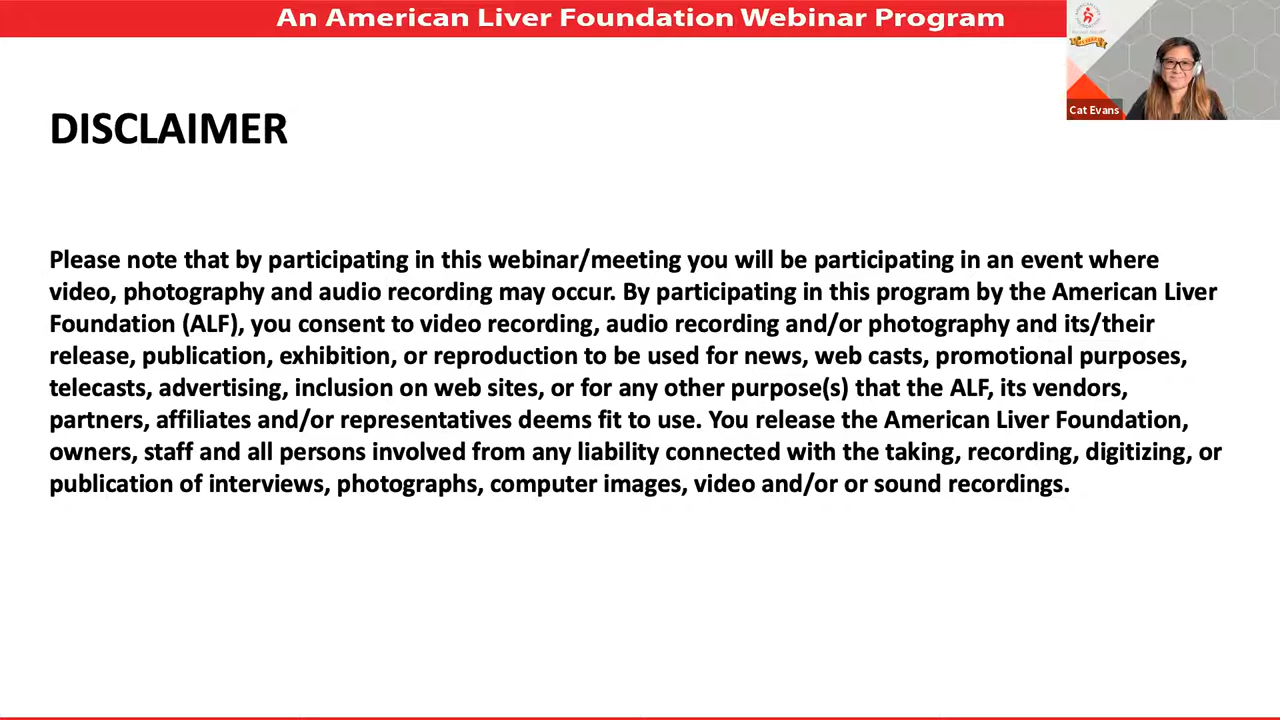 An American Liver Foundation Webinar Program
Cat Evans
DISCLAIMER
Please note that by participating in this webinar/meeting you will be participating in an event where
video, photography and audio recording may occur. By participating in this program by the American Liver
Foundation (ALF), you consent to video recording, audio recording and/or photography and its/their
release, publication, exhibition, or reproduction to be used for news, web casts, promotional purposes,
telecasts, advertising, inclusion on web sites, or for any other purpose(s) that the ALF, its vendors,
partners, affiliates and/or representatives deems fit to use. You release the American Liver Foundation,
owners, staff and all persons involved from any liability connected with the taking, recording, digitizing, or
publication of interviews, photographs, computer images, video and/or or sound recordings.